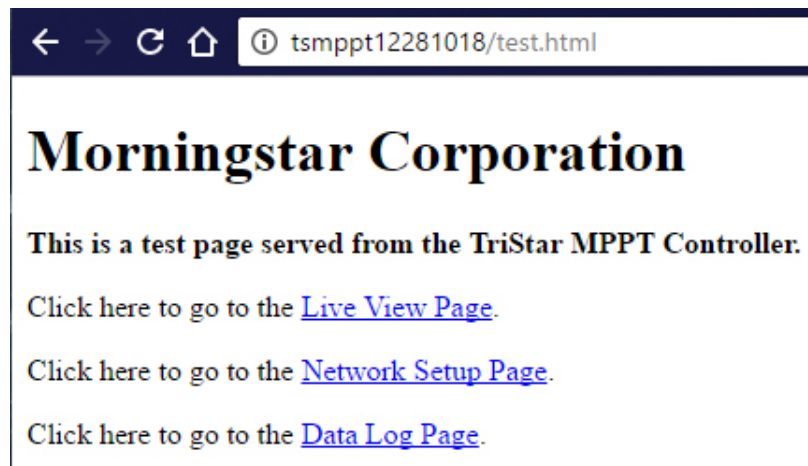 tsmppt12281018/test.html
Morningstar Corporation
This is a test page served from the TriStar MPPT Controller.
Click here to go to the Live View Page.
Click here to go to the Network Setup Page.
Click here to go to the Data Log Page.